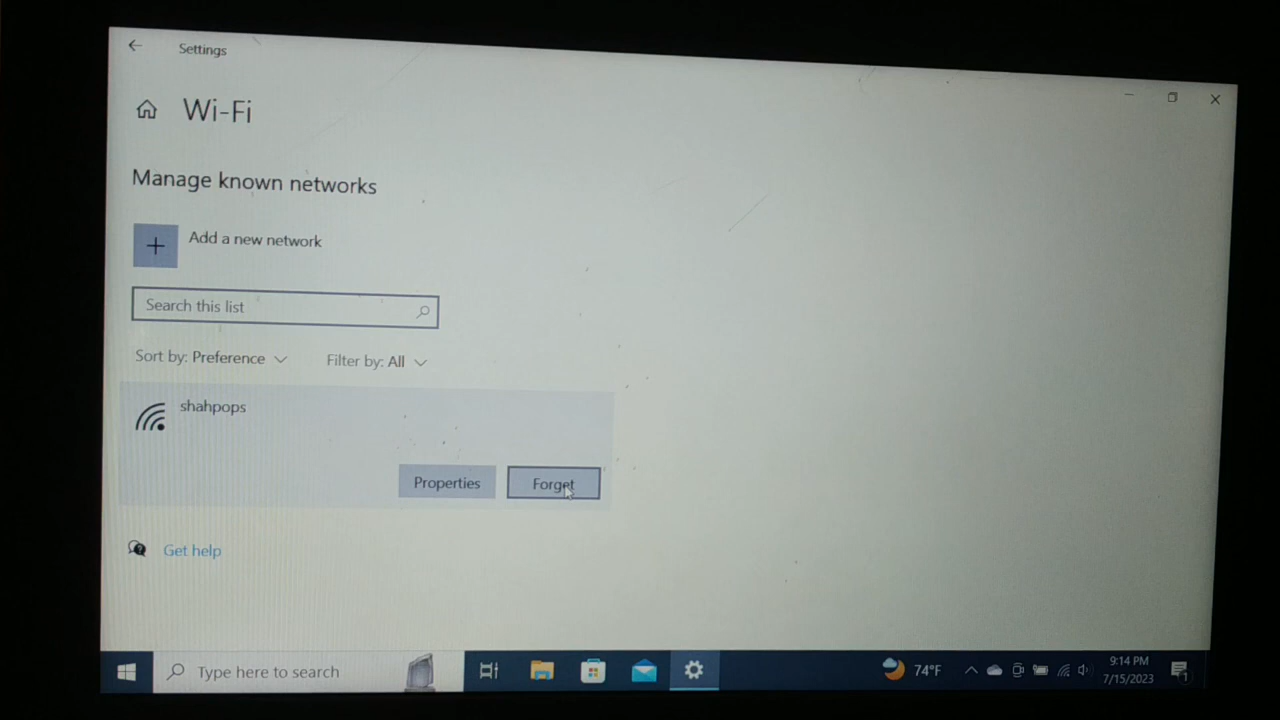 Settings
Wi-Fi
Manage known networks
Add a new network
Search this list
Sort by: Preference Filter by: All
shahpops
Properties Forget
Get help
Type here to search 74°F 9:14 PM
7/15/2023 1